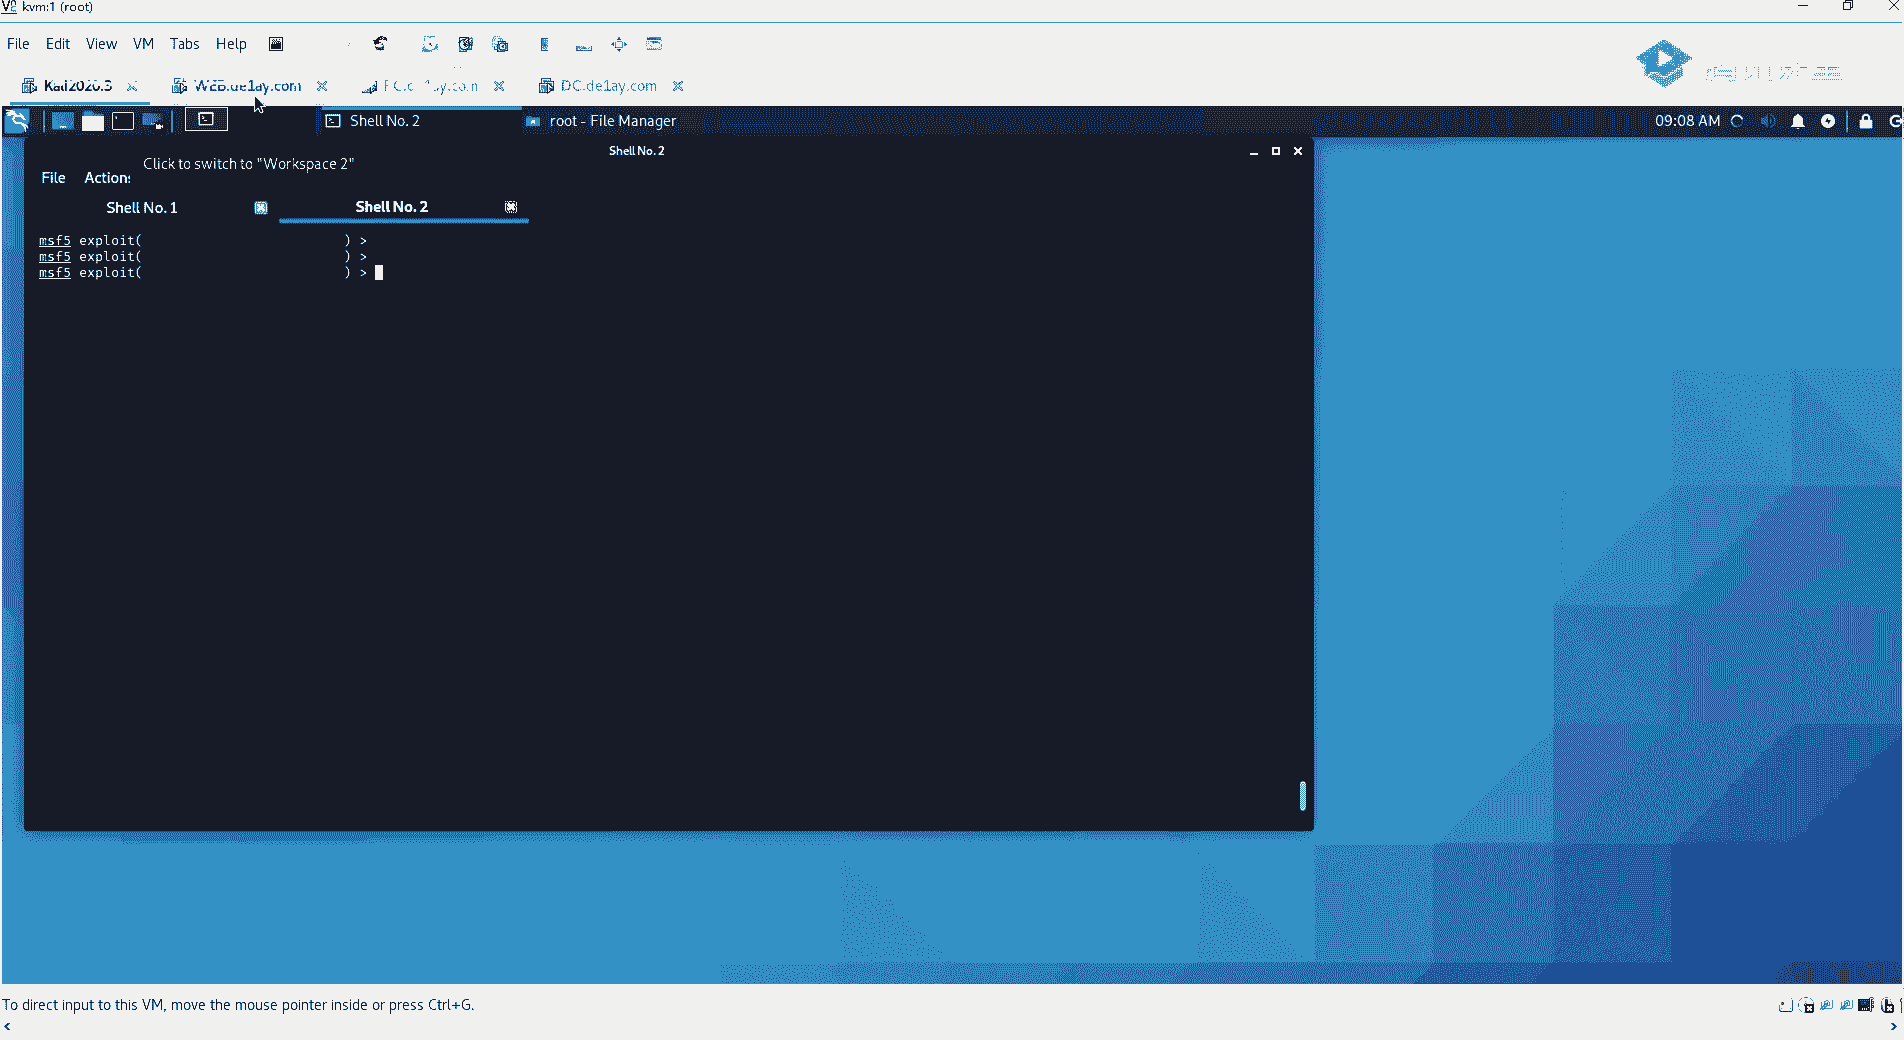 kvm:1 (root)
File Edit View VM Tabs Help
Kali2020.3 WEB.de1ay.com DC.de1ay.com
Shell No. 2 root - File Manager 09:08 AM
Shell No. 2
Click to switch to "Workspace 2"
File Actions
Shell No. 1 Shell No. 2
msf5 exploit( ) >
msf5 exploit( ) >
msf5 exploit( ) >
To direct input to this VM, move the mouse pointer inside or press Ctrl+G.